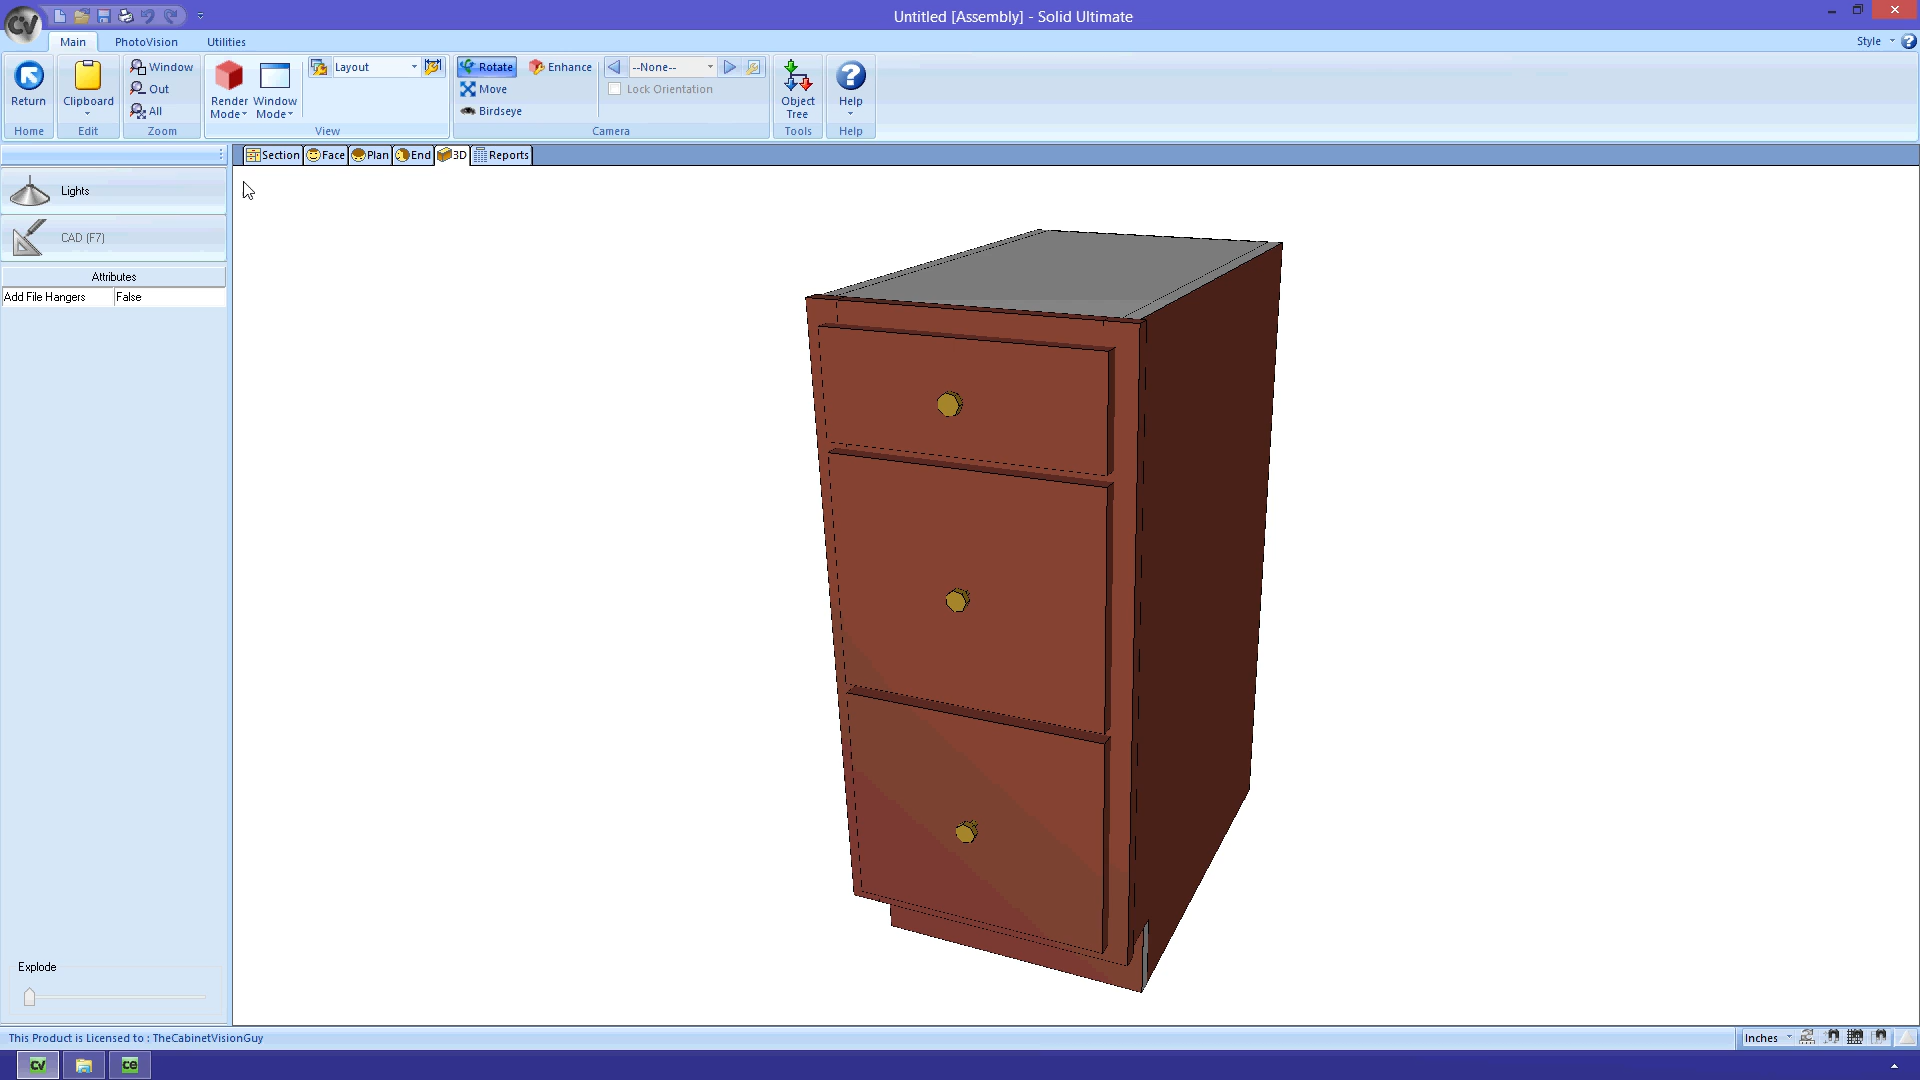 CV
Untitled [Assembly] - Solid Ultimate
Main PhotoVision Utilities Style
Return
Home
Clipboard
Edit
Window
Out
All
Zoom
Render Mode
Window Mode
Layout
View
Rotate Enhance --None--
Move Lock Orientation
Birdseye
Camera
Object Tree
Tools
Help
Help
Section Face Plan End 3D Reports
Lights
CAD (F7)
Attributes
Add File Hangers False
Explode
This Product is Licensed to : TheCabinetVisionGuy
Inches
CV ce